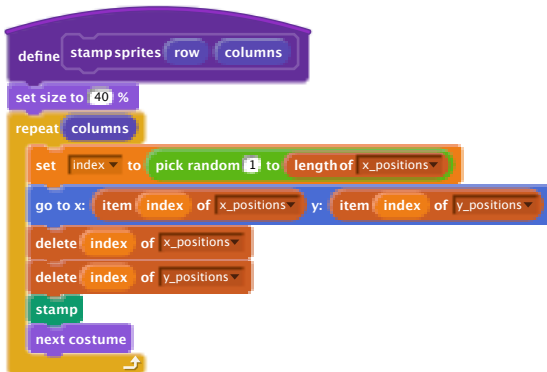 define stamp sprites row columns
set size to 40 %
repeat columns
set index to pick random 1 to length of x_positions
go to x: item index of x_positions y: item index of y_positions
delete index of x_positions
delete index of y_positions
stamp
next costume